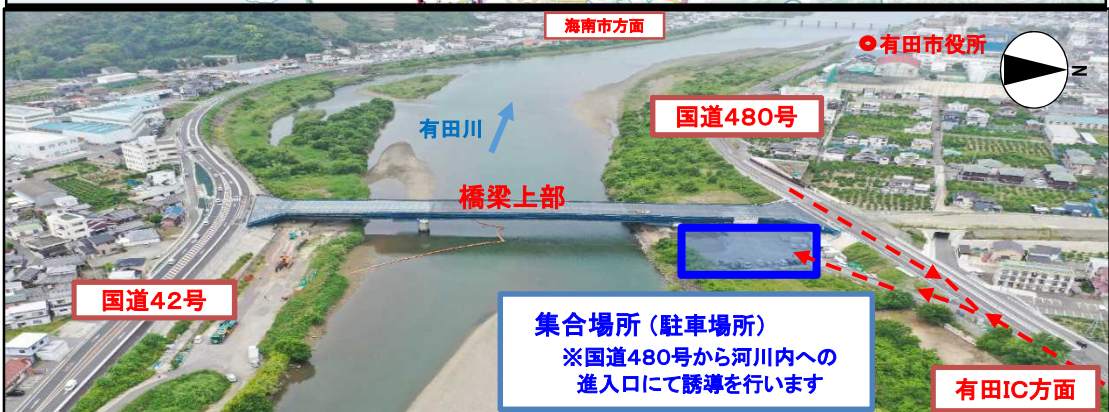 海南市方面
有田市役所
N
国道480号
有田川
橋梁上部
国道42号
集合場所（駐車場所）
※国道480号から河川内への
進入口にて誘導を行います
有田IC方面